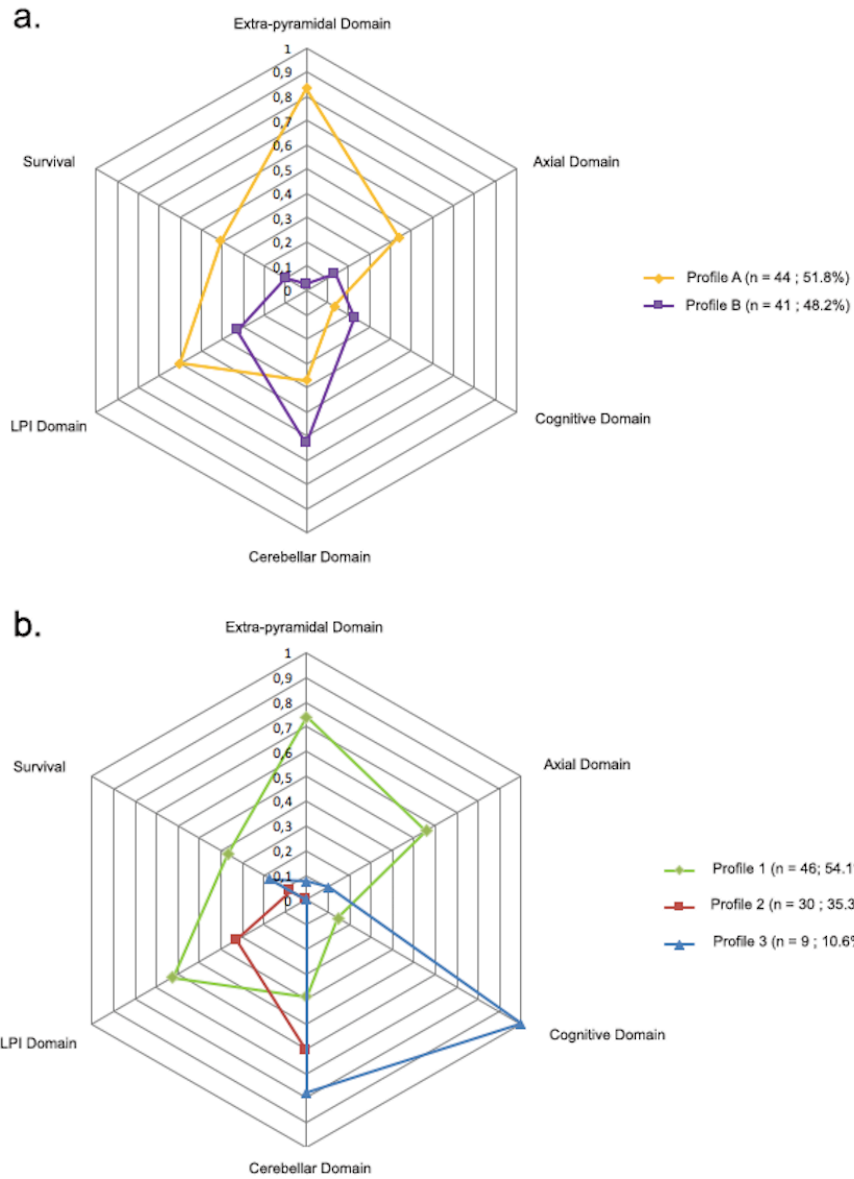 a.
Extra-pyramidal Domain
1
0,9
0,8
0,7
0,6
0,5
0,4
0,3
0,2
0,1
0
Survival
Axial Domain
LPI Domain
Cognitive Domain
Cerebellar Domain
Profile A (n = 44 ; 51.8%)
Profile B (n = 41 ; 48.2%)
b.
Extra-pyramidal Domain
1
0,9
0,8
0,7
0,6
0,5
0,4
0,3
0,2
0,1
0
Survival
Axial Domain
LPI Domain
Cognitive Domain
Cerebellar Domain
Profile 1 (n = 46; 54.1
Profile 2 (n = 30 ; 35.3
Profile 3 (n = 9 ; 10.6%